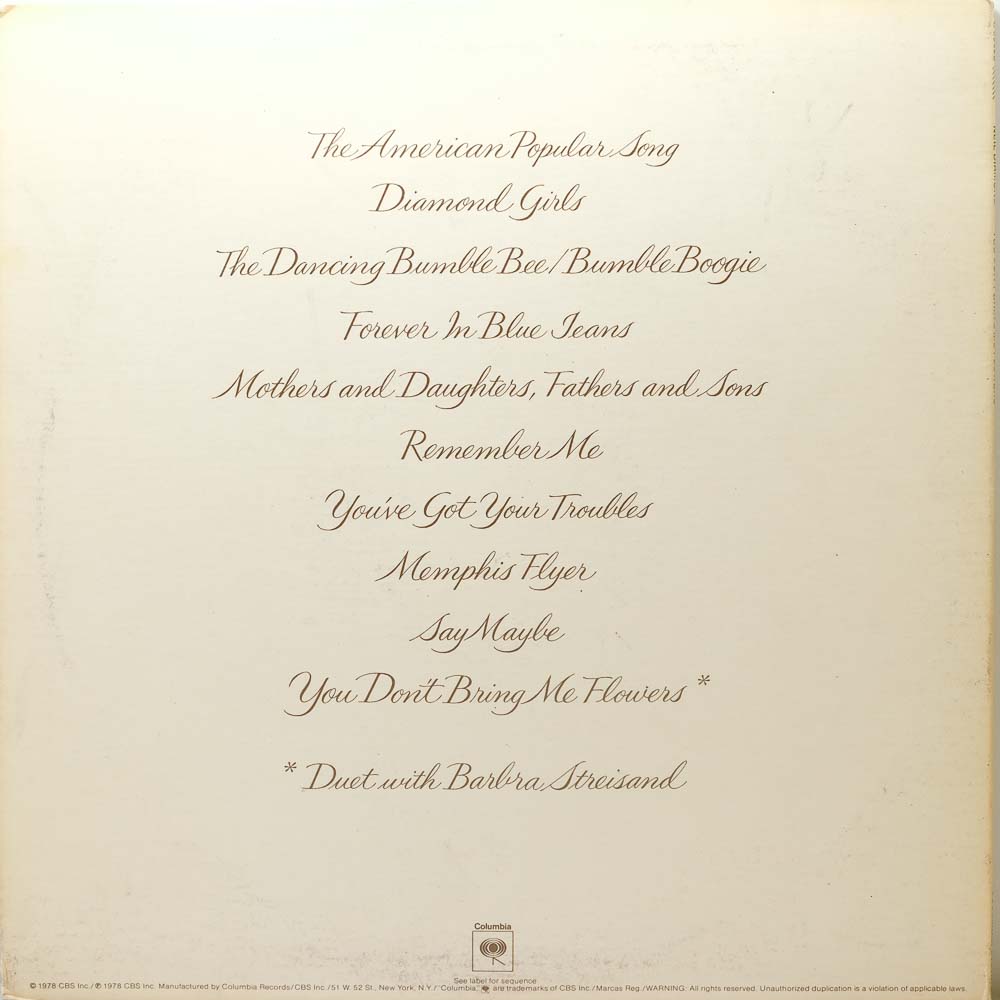 The American Popular Song
Diamond Girls
The Dancing Bumble Bee/Bumble Boogie
Forever In Blue Jeans
Mothers and Daughters, Fathers and Sons
Remember Me
You've Got Your Troubles
Memphis Flyer
Say Maybe
You Don't Bring Me Flowers *
* Duet with Barbra Streisand
Columbia
See label for sequence
© 1978 CBS Inc./℗ 1978 CBS Inc. Manufactured by Columbia Records/CBS Inc./51 W. 52 St., New York, N.Y./"Columbia," are trademarks of CBS Inc./Marcas Reg./WARNING: All rights reserved. Unauthorized duplication is a violation of applicable laws.